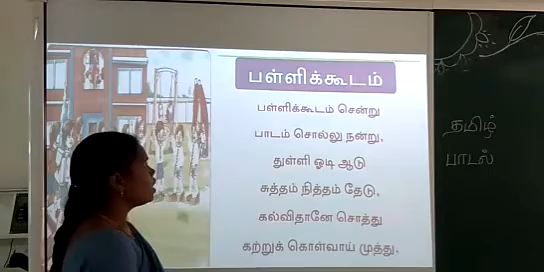 பள்ளிக்கூடம்
பள்ளிக்கூடம் சென்று
பாடம் சொல்லு நன்று,
துள்ளி ஓடி ஆடு
சுத்தம் நித்தம் தேடு,
கல்விதானே சொத்து
கற்றுக் கொள்வாய் முத்து,
தமிழ்
பாடல்